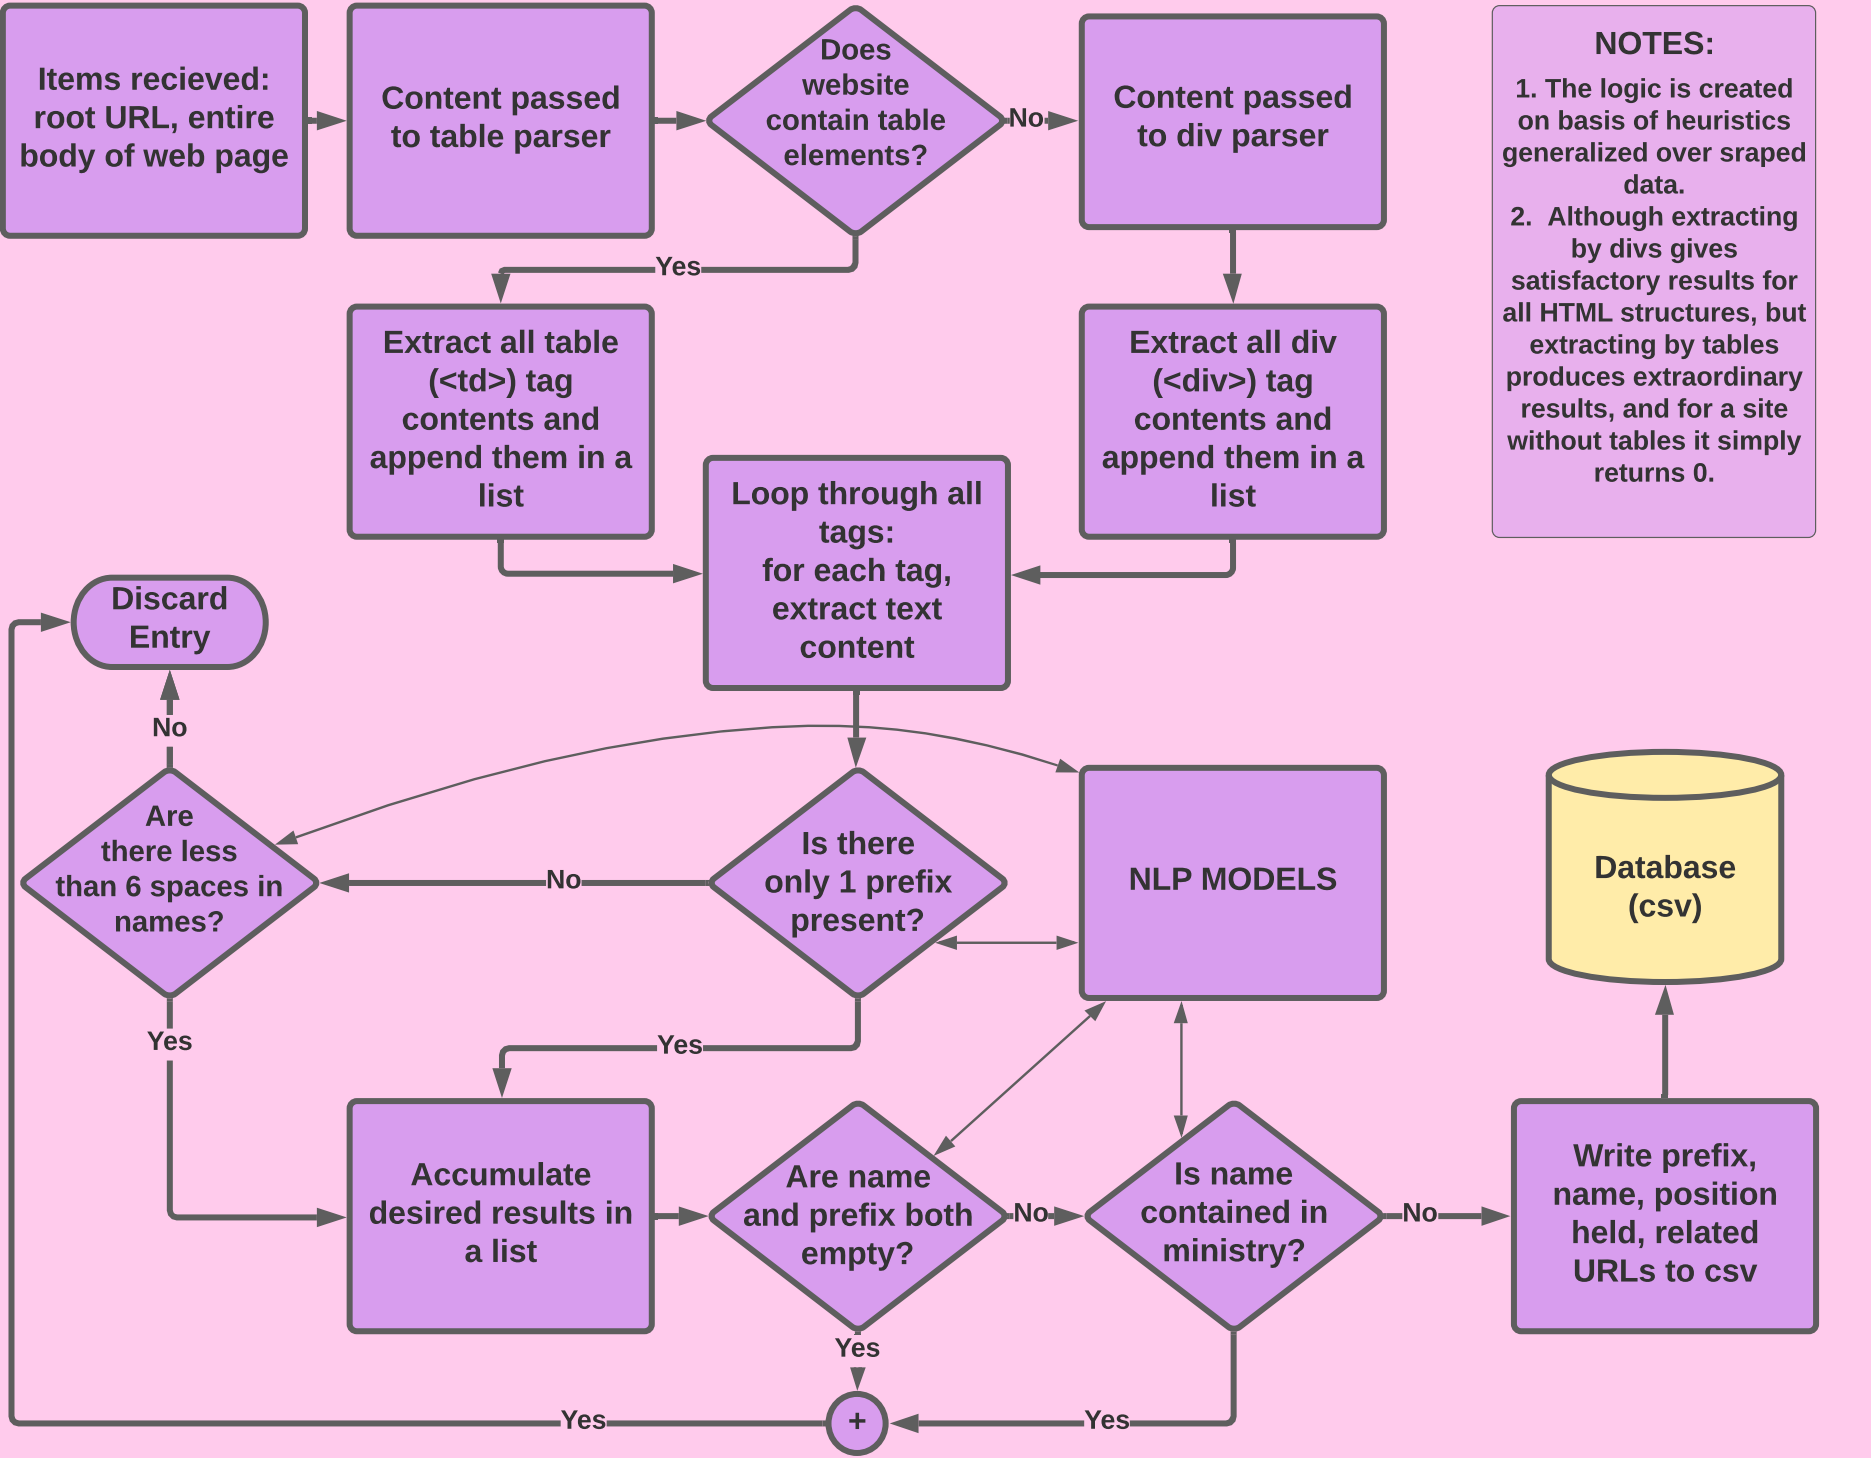 Items recieved:
root URL, entire
body of web page
Content passed
to table parser
Does
website
contain table
elements?
No
Content passed
to div parser
NOTES:
1. The logic is created
on basis of heuristics
generalized over sraped
data.
2.  Although extracting
by divs gives
satisfactory results for
all HTML structures, but
extracting by tables
produces extraordinary
results, and for a site
without tables it simply
returns 0.
Yes
Extract all table
(<td>) tag
contents and
append them in a
list
Extract all div
(<div>) tag
contents and
append them in a
list
Loop through all
tags:
for each tag,
extract text
content
Discard
Entry
No
Are
there less
than 6 spaces in
names?
No
Is there
only 1 prefix
present?
NLP MODELS
Database
(csv)
Yes
Yes
Accumulate
desired results in
a list
Are name
and prefix both
empty?
No
Is name
contained in
ministry?
No
Write prefix,
name, position
held, related
URLs to csv
Yes
Yes
+
Yes